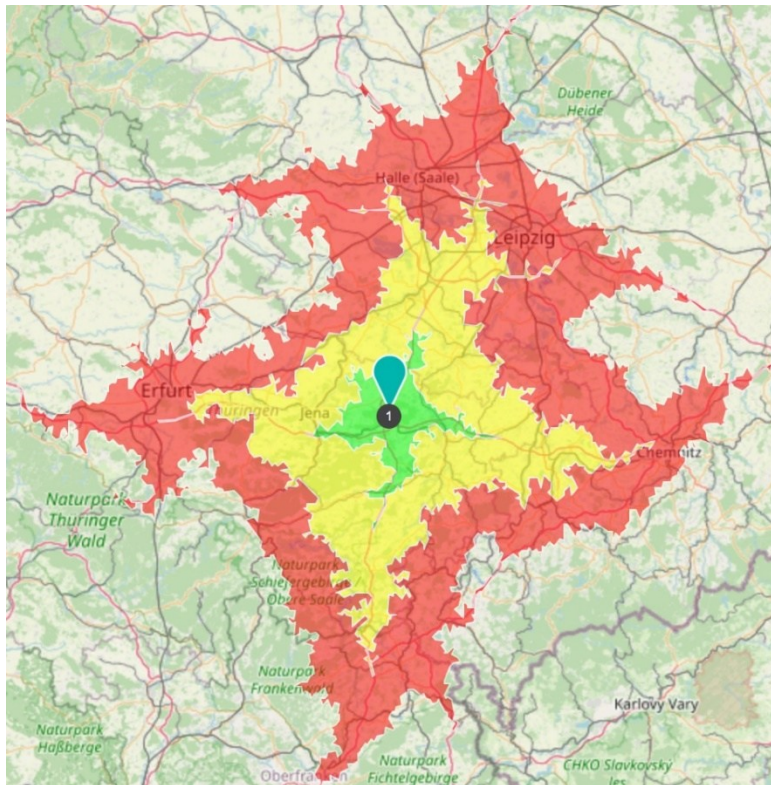 Dübener
Heide
Halle (Saale)
Leipzig
Erfurt
Thüringen
Jena
1
Chemnitz
Naturpark
Thüringer
Wald
Naturpark
Schiefergebirge /
Obere Saale
Naturpark
Frankenwald
Karlovy Vary
Naturpark
Haßberge
Naturpark
Fichtelgebirge
CHKO Slavkovský
les
Oberfranken